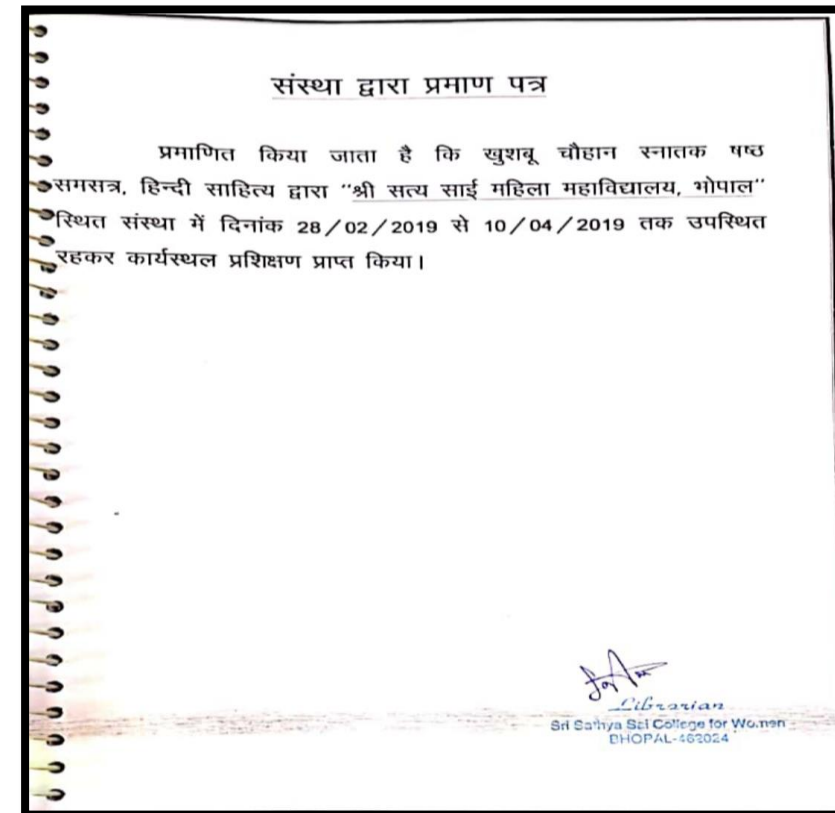 संस्था द्वारा प्रमाण पत्र
प्रमाणित किया जाता है कि खुशबू चौहान स्नातक षष्ठ
समसत्र, हिन्दी साहित्य द्वारा "श्री सत्य साई महिला महाविद्यालय, भोपाल"
स्थित संस्था में दिनांक 28/02/2019 से 10/04/2019 तक उपस्थित
रहकर कार्यस्थल प्रशिक्षण प्राप्त किया।
Librarian
Sri Sathya Sai College for Women
BHOPAL-462024